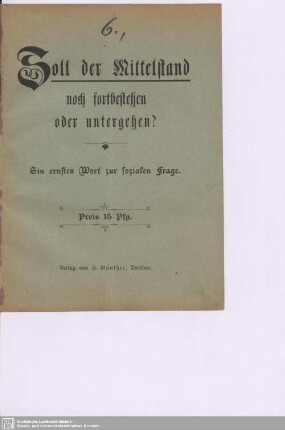 6.,
Soll der Mittelstand
noch fortbestehen
oder untergehen?
Ein ernstes Wort zur sozialen Frage.
Preis 15 Pfg.
Verlag von H. Günther, Dresden.